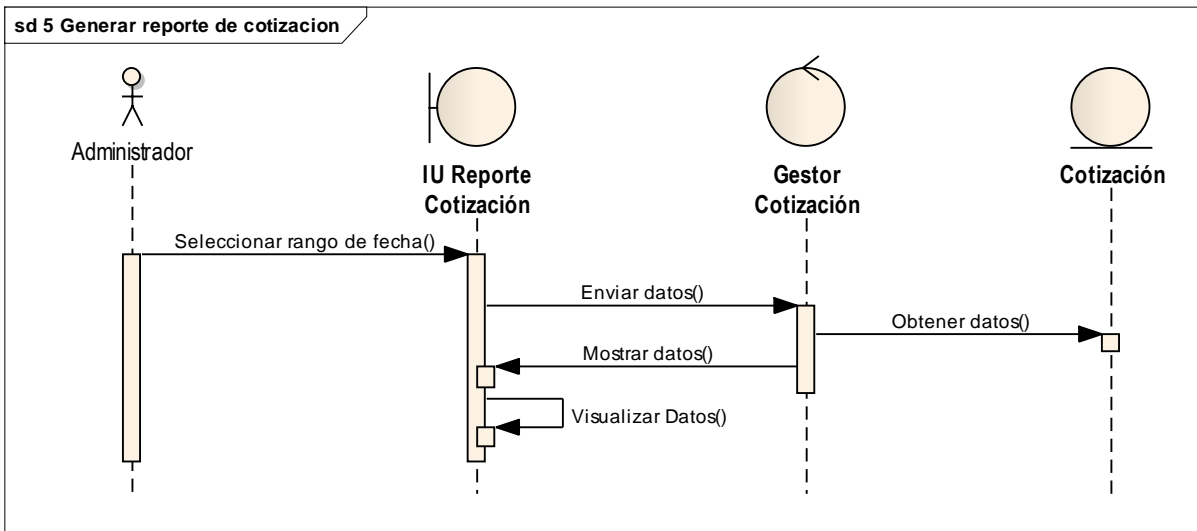 sd 5 Generar reporte de cotizacion
Administrador
IU Reporte
Cotización
Gestor
Cotización
Cotización
Seleccionar rango de fecha()
Enviar datos()
Obtener datos()
Mostrar datos()
Visualizar Datos()